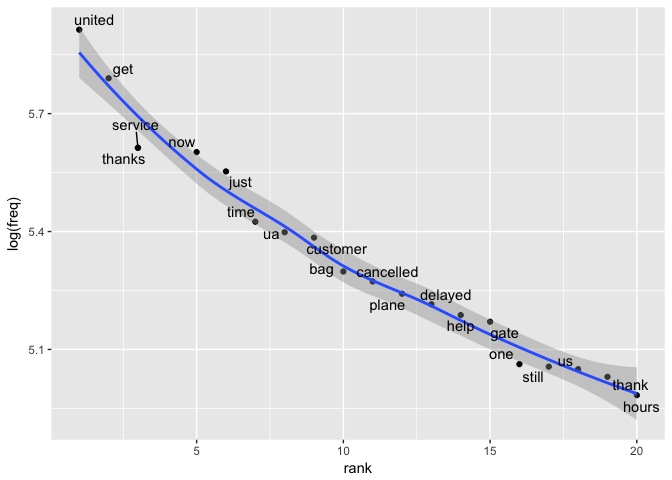 united
get
5.7
service
thanks
now
just
time
ua
customer
5.4
log(freq)
bag
cancelled
plane
delayed
help
gate
5.1
one
still
us
thank
hours
5
10
15
20
rank